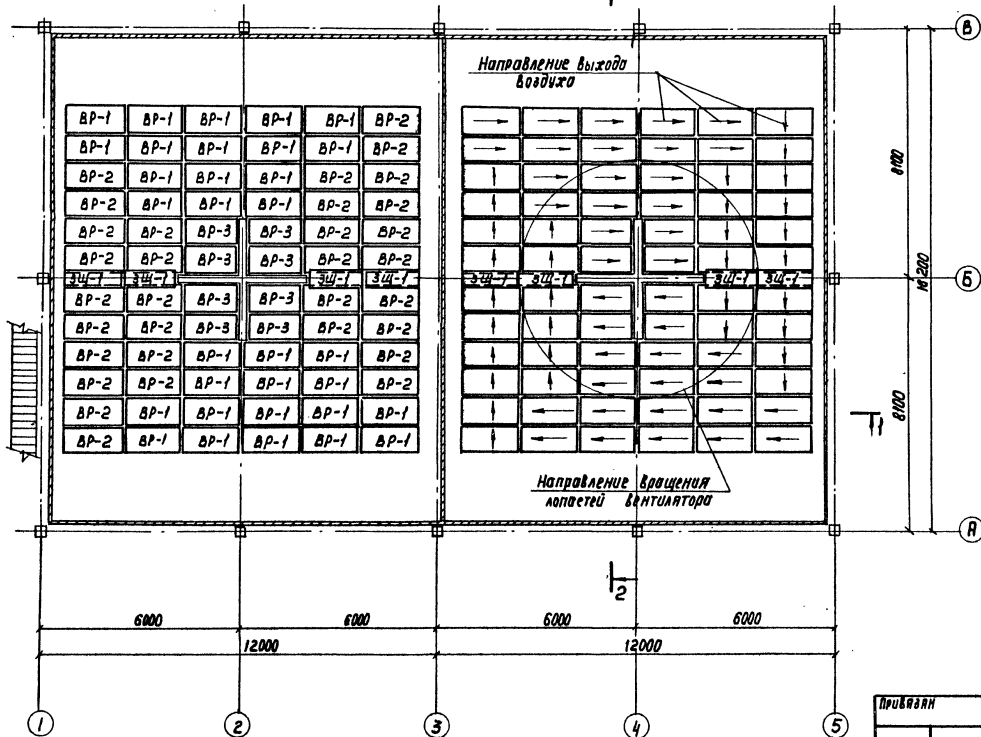 В
Направление выхода
воздуха
ВР-1 ВР-1 ВР-1 ВР-1 ВР-1 ВР-2
ВР-1 ВР-1 ВР-1 ВР-1 ВР-1 ВР-2
ВР-2 ВР-1 ВР-1 ВР-1 ВР-2 ВР-2
8100
ВР-2 ВР-1 ВР-1 ВР-1 ВР-2 ВР-2
ВР-2 ВР-2 ВР-3 ВР-3 ВР-2 ВР-2
ВР-2 ВР-2 ВР-3 ВР-3 ВР-2 ВР-2
ЗЩ-1 ЗЩ-1 ЗЩ-1 ЗЩ-1 ЗЩ-1 ЗЩ-1 ЗЩ-1 ЗЩ-1
16200
Б
ВР-2 ВР-2 ВР-3 ВР-3 ВР-2 ВР-2
ВР-2 ВР-2 ВР-3 ВР-3 ВР-2 ВР-2
ВР-2 ВР-2 ВР-1 ВР-1 ВР-1 ВР-2
ВР-2 ВР-2 ВР-1 ВР-1 ВР-1 ВР-2
ВР-2 ВР-1 ВР-1 ВР-1 ВР-1 ВР-1
8100
1
ВР-2 ВР-1 ВР-1 ВР-1 ВР-1 ВР-1
Направление вращения
лопастей вентилятора
А
2
6000 6000 6000 6000
12000 12000
Привязан
1 2 3 4 5